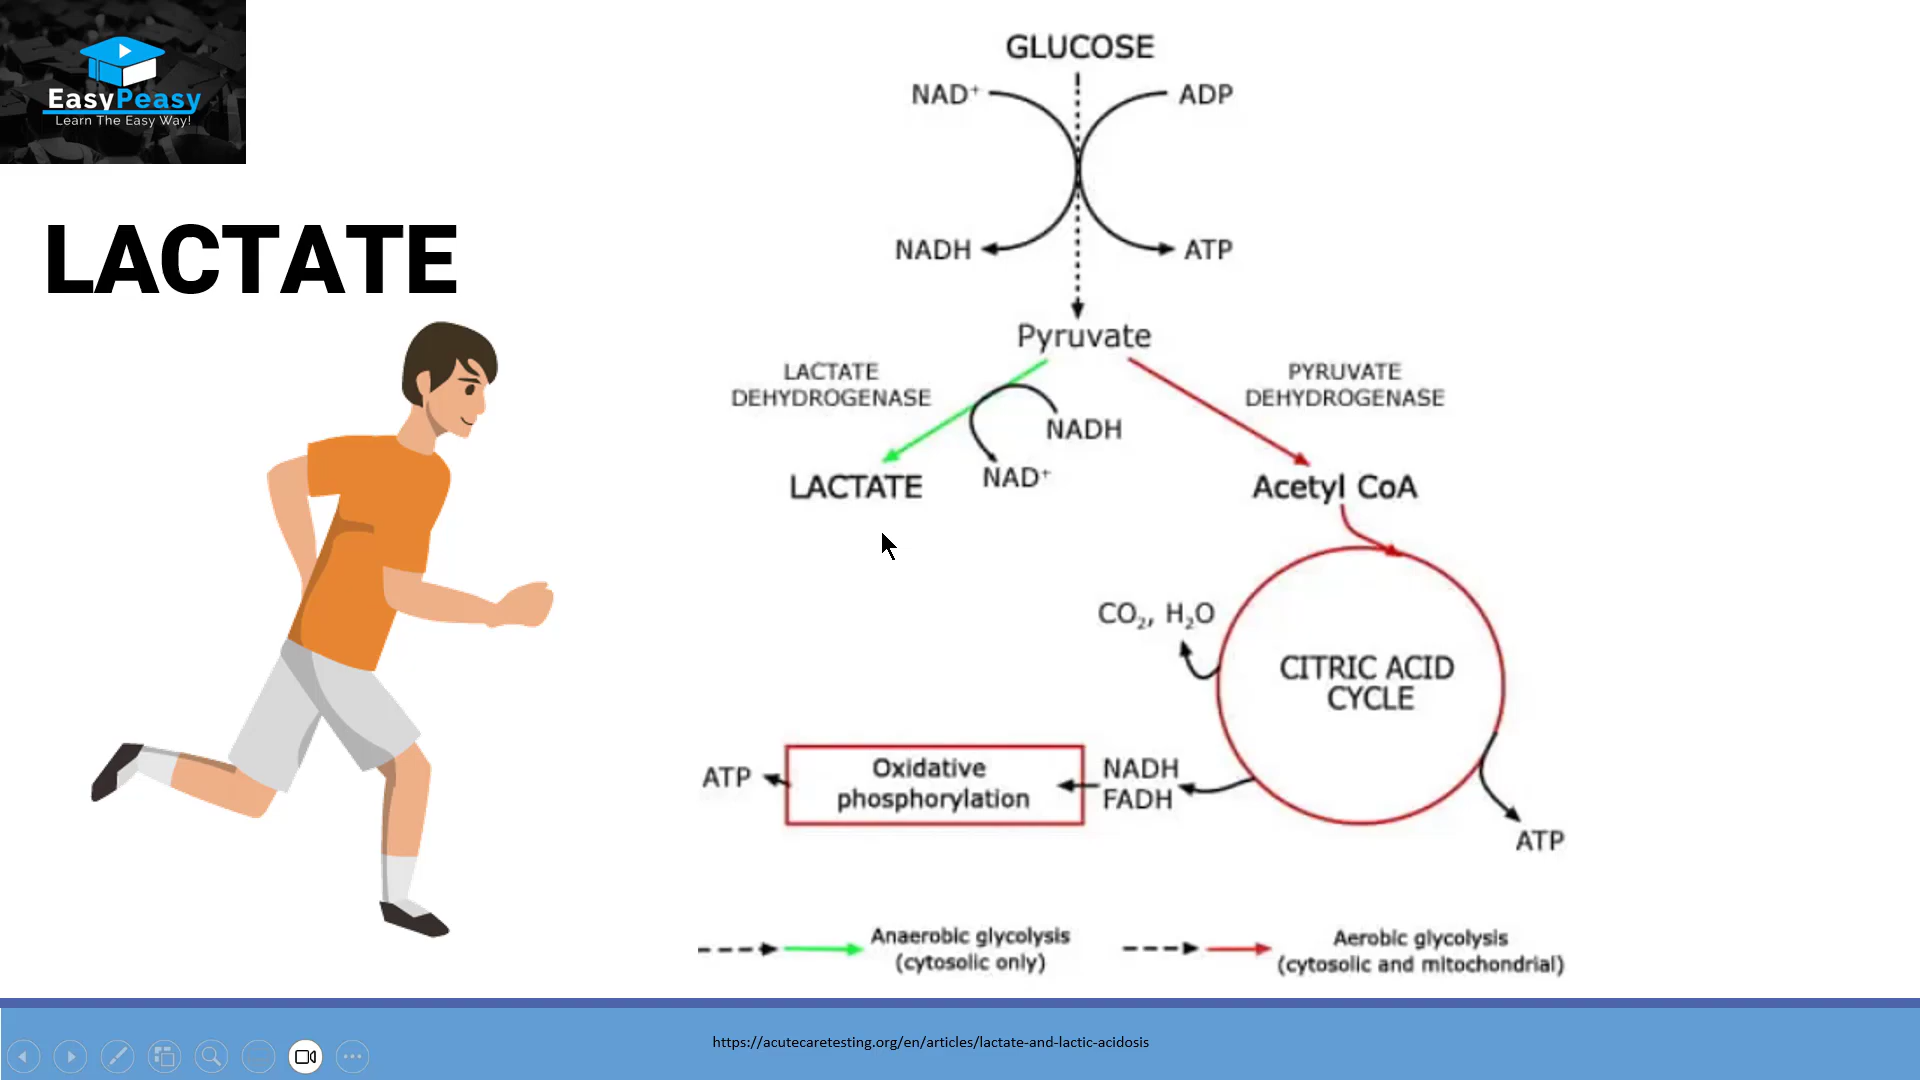 EasyPeasy
Learn The Easy Way!
LACTATE
GLUCOSE
NAD⁺
ADP
NADH
ATP
Pyruvate
LACTATE
DEHYDROGENASE
PYRUVATE
DEHYDROGENASE
NADH
NAD⁺
LACTATE
Acetyl CoA
CO₂, H₂O
CITRIC ACID
CYCLE
ATP
Oxidative
phosphorylation
NADH
FADH
ATP
Anaerobic glycolysis
(cytosolic only)
Aerobic glycolysis
(cytosolic and mitochondrial)
https://acutecaretesting.org/en/articles/lactate-and-lactic-acidosis